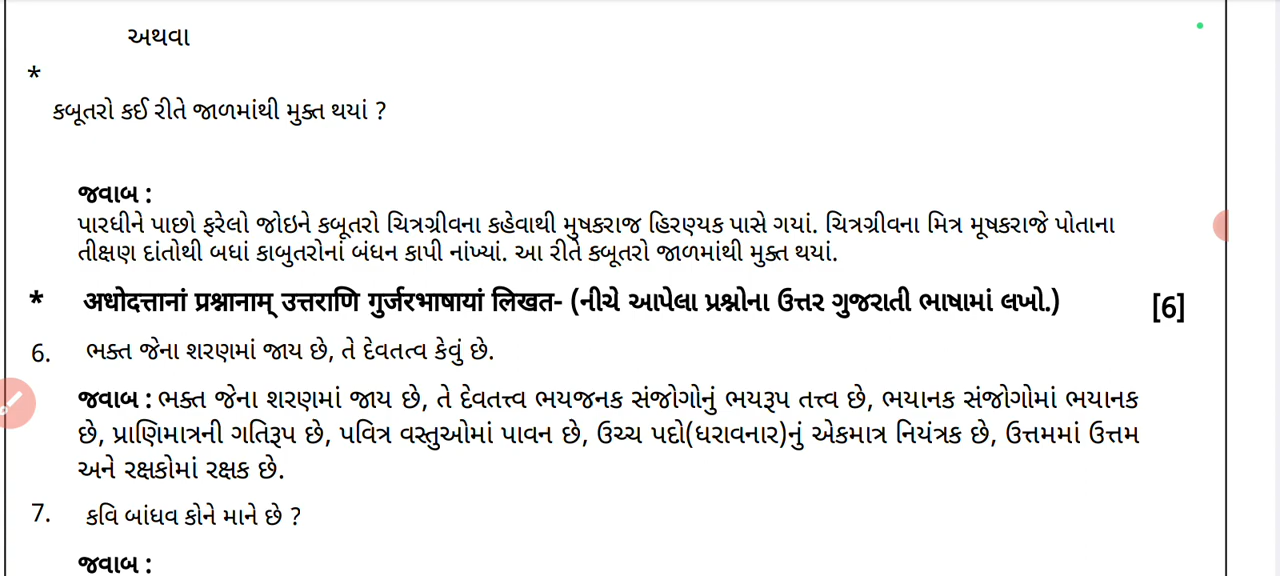 અથવા
*
કબૂતરો કઈ રીતે જાળમાંથી મુક્ત થયાં ?
જવાબ :
પારધીને પાછો ફરેલો જોઇને કબૂતરો ચિત્રગ્રીવના કહેવાથી મુષકરાજ હિરણ્યક પાસે ગયાં. ચિત્રગ્રીવના મિત્ર મૂષકરાજે પોતાના
તીક્ષણ દાંતોથી બધાં કાબુતરોનાં બંધન કાપી નાંખ્યાં. આ રીતે કબૂતરો જાળમાંથી મુક્ત થયાં.
* अधोदत्तानां प्रश्नानाम् उत्तराणि गुर्जरभाषायां लिखत- (નીચે આપેલા પ્રશ્નોના ઉત્તર ગુજરાતી ભાષામાં લખો.) [6]
6. ભક્ત જેના શરણમાં જાય છે, તે દેવતત્વ કેવું છે.
જવાબ : ભક્ત જેના શરણમાં જાય છે, તે દેવતત્ત્વ ભયજનક સંજોગોનું ભયરૂપ તત્ત્વ છે, ભયાનક સંજોગોમાં ભયાનક
છે, પ્રાણિમાત્રની ગતિરૂપ છે, પવિત્ર વસ્તુઓમાં પાવન છે, ઉચ્ચ પદો(ધરાવનાર)નું એકમાત્ર નિયંત્રક છે, ઉત્તમમાં ઉત્તમ
અને રક્ષકોમાં રક્ષક છે.
7. કવિ બાંધવ કોને માને છે ?
જવાબ :